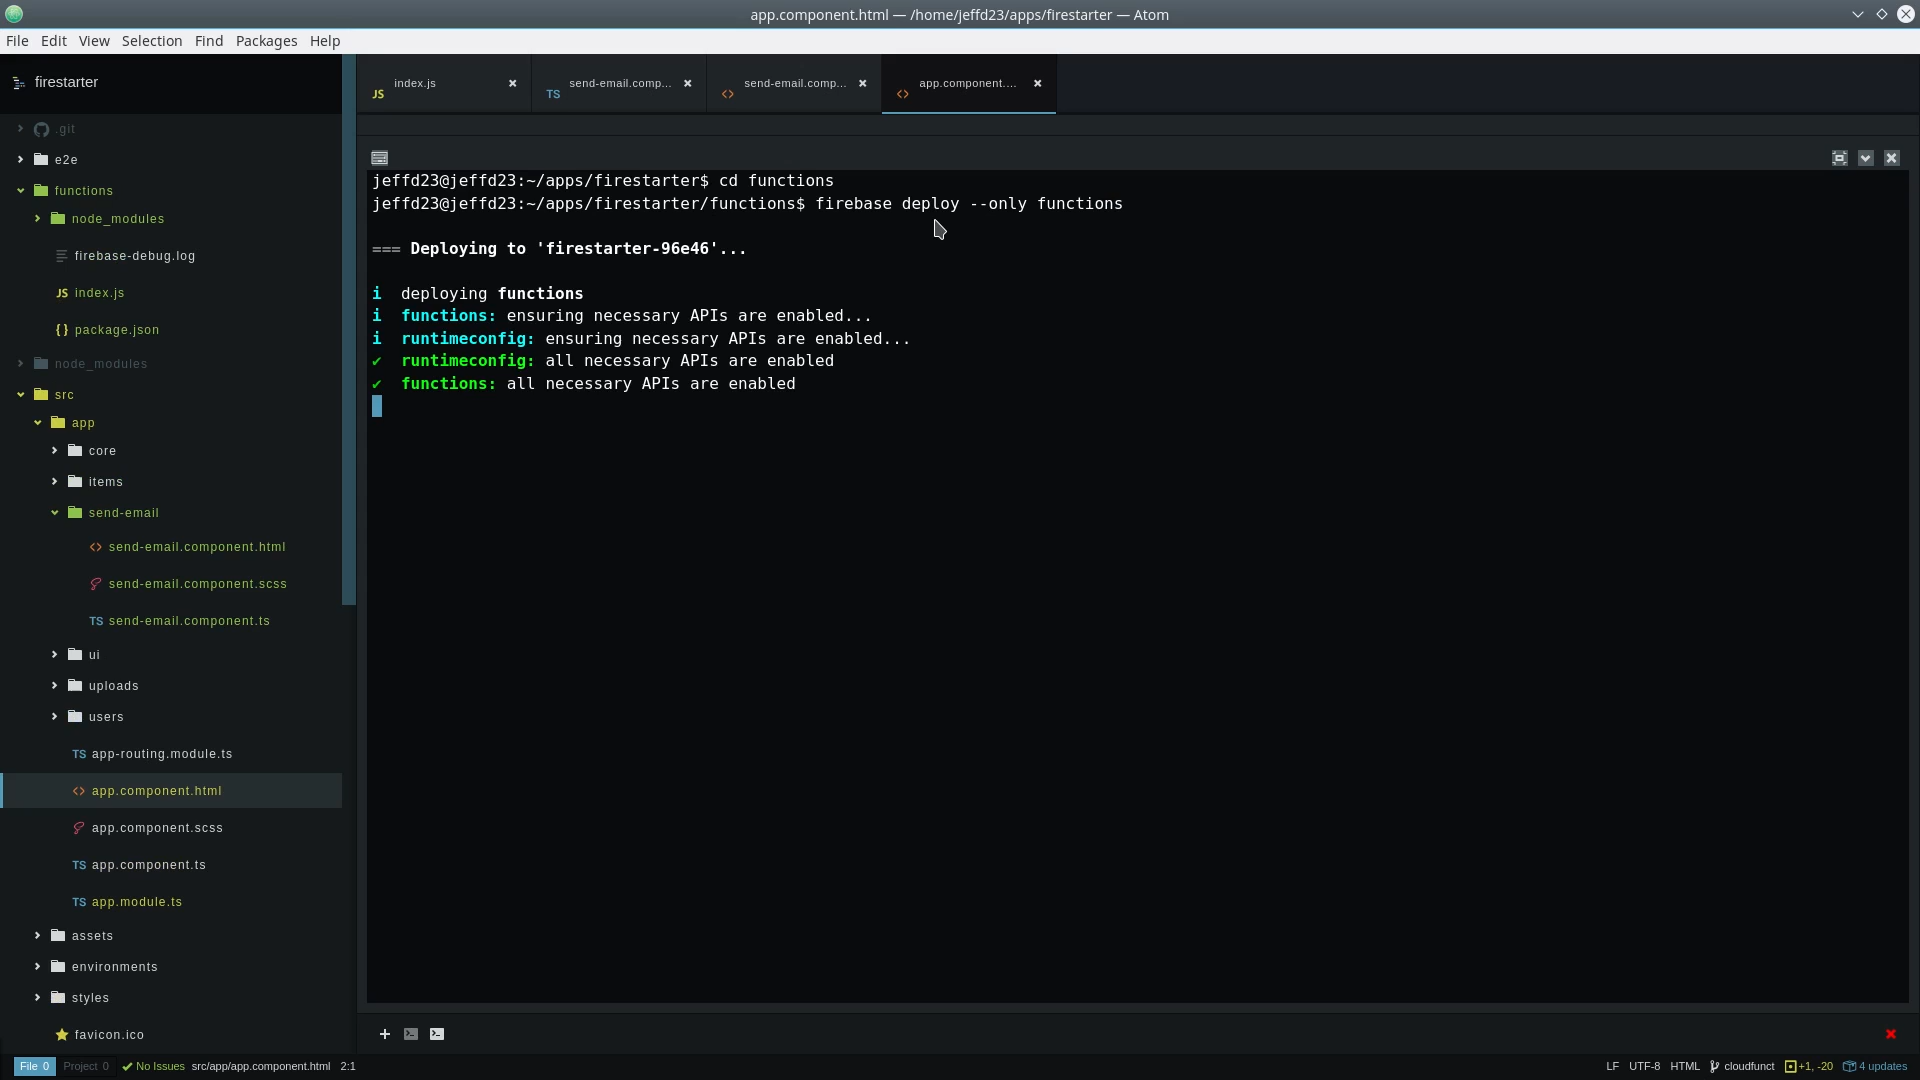 app.component.html — /home/jeffd23/apps/firestarter — Atom
File Edit View Selection Find Packages Help
firestarter
JS index.js
TS send-email.comp...
<> send-email.comp...
<> app.component....
.git
e2e
functions
node_modules
firebase-debug.log
JS index.js
{} package.json
node_modules
src
app
core
items
send-email
<> send-email.component.html
send-email.component.scss
TS send-email.component.ts
ui
uploads
users
TS app-routing.module.ts
<> app.component.html
app.component.scss
TS app.component.ts
TS app.module.ts
assets
environments
styles
favicon.ico
jeffd23@jeffd23:~/apps/firestarter$ cd functions
jeffd23@jeffd23:~/apps/firestarter/functions$ firebase deploy --only functions
=== Deploying to 'firestarter-96e46'...
i deploying functions
i functions: ensuring necessary APIs are enabled...
i runtimeconfig: ensuring necessary APIs are enabled...
✔ runtimeconfig: all necessary APIs are enabled
✔ functions: all necessary APIs are enabled
File 0 Project 0 No Issues src/app/app.component.html 2:1
LF UTF-8 HTML cloudfunct +1, -20 4 updates